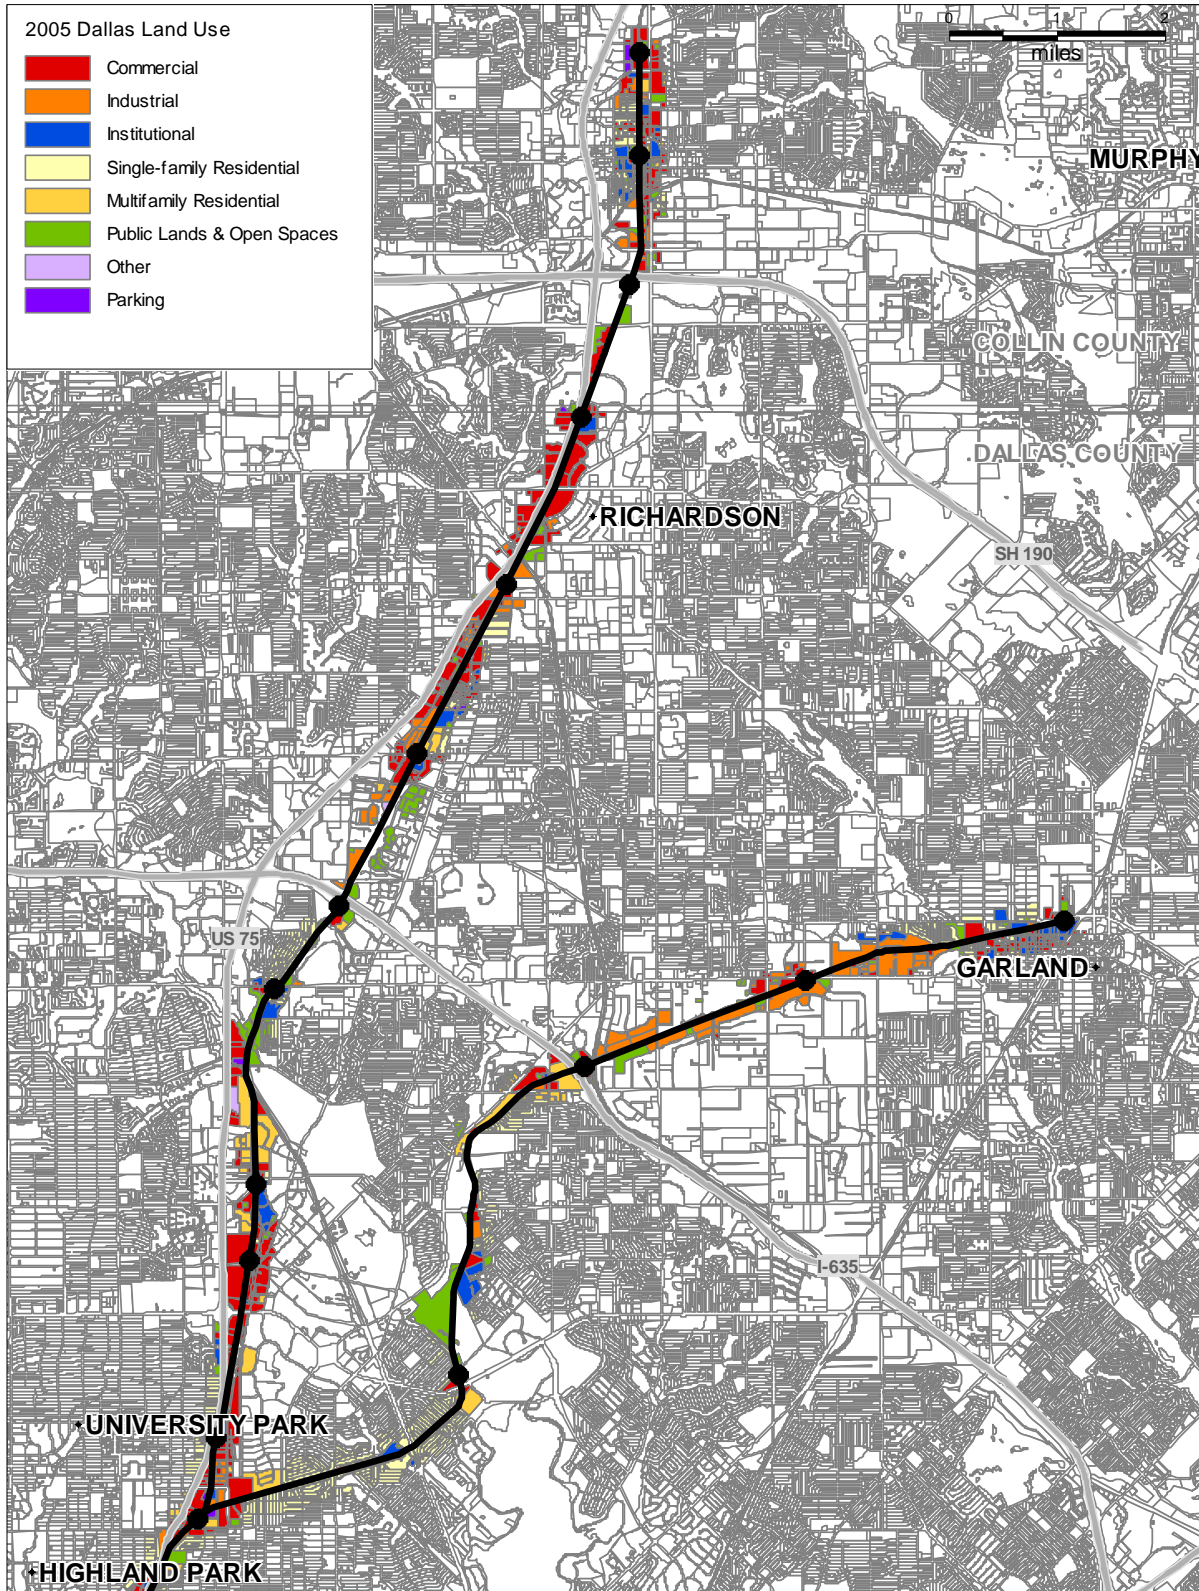 2005 Dallas Land Use
Commercial
Industrial
Institutional
Single-family Residential
Multifamily Residential
Public Lands & Open Spaces
Other
Parking
0 1 2
miles
MURPHY
COLLIN COUNTY
DALLAS COUNTY
RICHARDSON
SH 190
US 75
GARLAND
I-635
UNIVERSITY PARK
HIGHLAND PARK